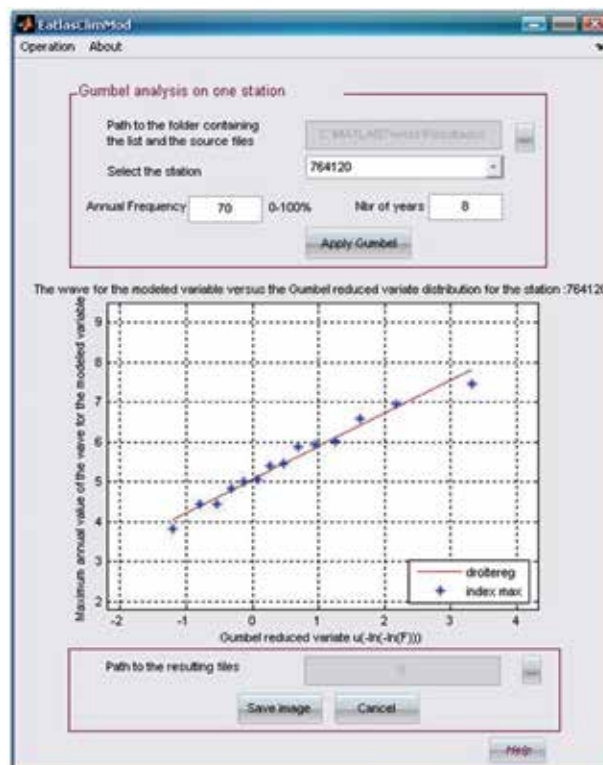 EatlasClimMod
Operation About
Gumbel analysis on one station
Path to the folder containing
the list and the source files
Select the station
764120
Annual Frequency 70 0-100% Nbr of years 8
Apply Gumbel
The wave for the modeled variable versus the Gumbel reduced variate distribution for the station :764120
Maximum annual value of the wave for the modeled variable
9
8
7
6
5
4
3
2
-2 -1 0 1 2 3 4
droitereg
index max
Gumbel reduced variate u(-ln(-ln(F)))
Path to the resulting files
Save image Cancel
Help